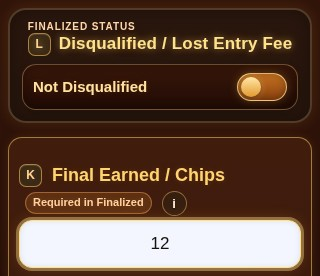 FINALIZED STATUS
L Disqualified / Lost Entry Fee
Not Disqualified
K Final Earned / Chips
Required in Finalized i
12